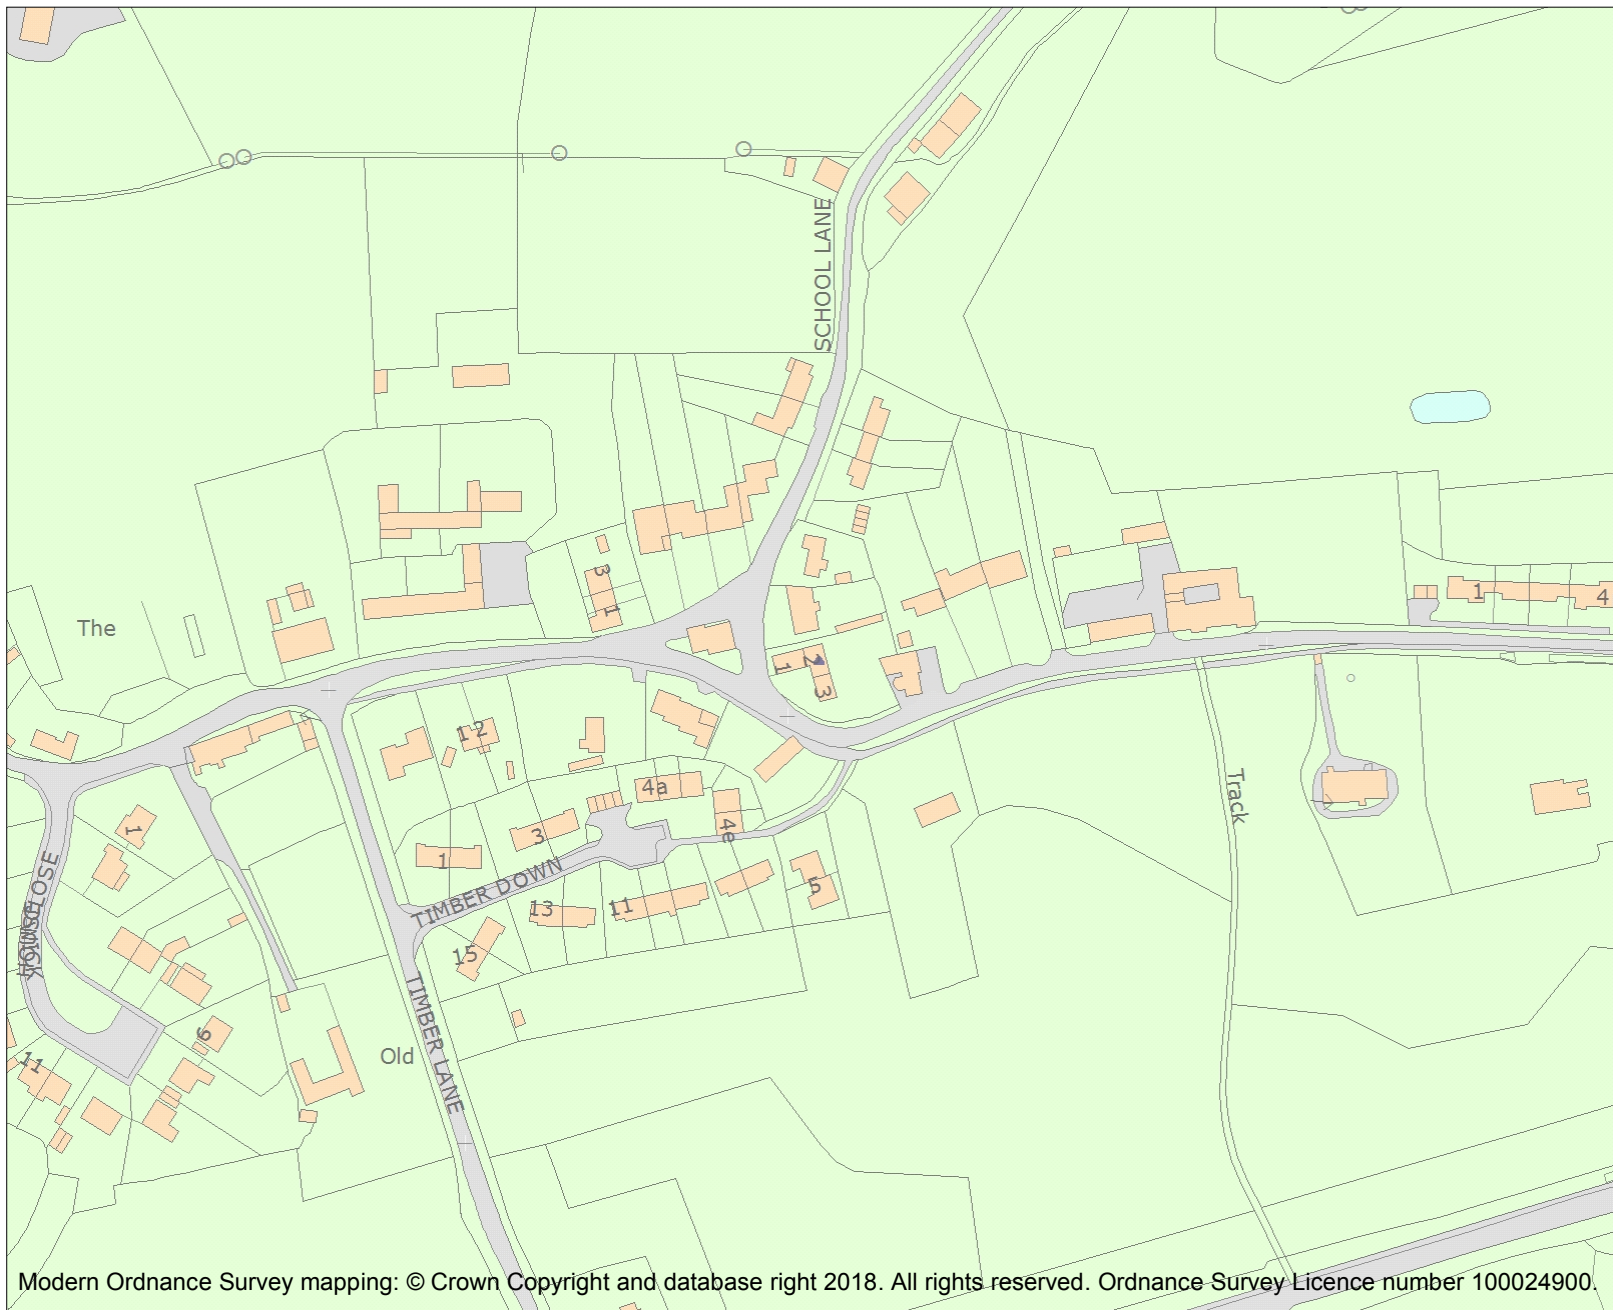 SCHOOL LANE
3
1
1
4
The
1
2
3
1 2
4a
4e
Track
1
3
1
TIMBER DOWN
5
13
11
15
CLOSE
TIMBER LANE
Old
11
Modern Ordnance Survey mapping: © Crown Copyright and database right 2018. All rights reserved. Ordnance Survey Licence number 100024900.